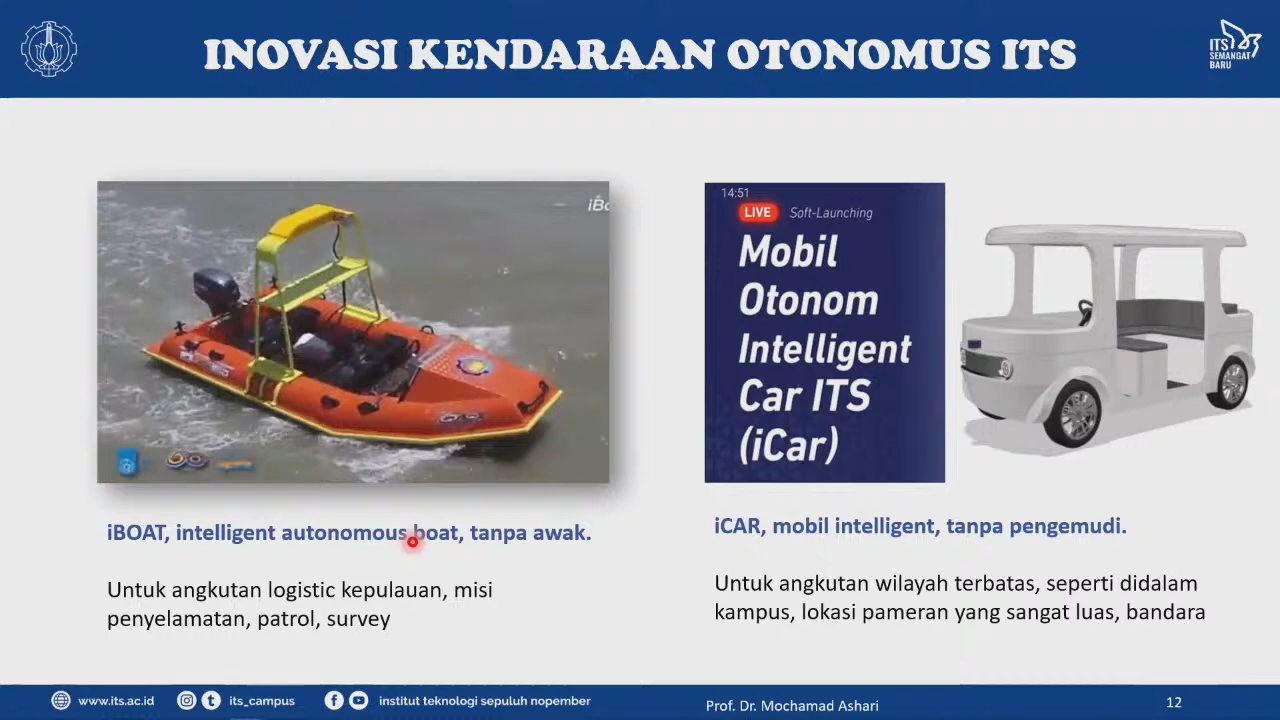 INOVASI KENDARAAN OTONOMUS ITS
ITS
SEMANGAT
BARU
14:51
LIVE Soft-Launching
Mobil
Otonom
Intelligent
Car ITS
(iCar)
iBOAT, intelligent autonomous boat, tanpa awak.
Untuk angkutan logistic kepulauan, misi
penyelamatan, patrol, survey
iCAR, mobil intelligent, tanpa pengemudi.
Untuk angkutan wilayah terbatas, seperti didalam
kampus, lokasi pameran yang sangat luas, bandara
www.its.ac.id
its_campus
institut teknologi sepuluh nopember
Prof. Dr. Mochamad Ashari
12